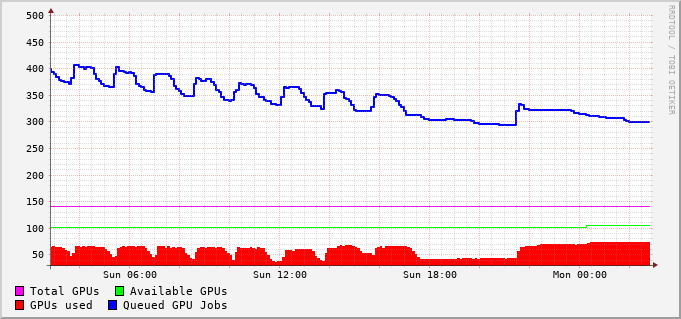 500
450
400
350
300
250
200
150
100
50
Sun 06:00 Sun 12:00 Sun 18:00 Mon 00:00
Total GPUs Available GPUs
GPUs used Queued GPU Jobs
RRDTOOL / TOBI OETIKER